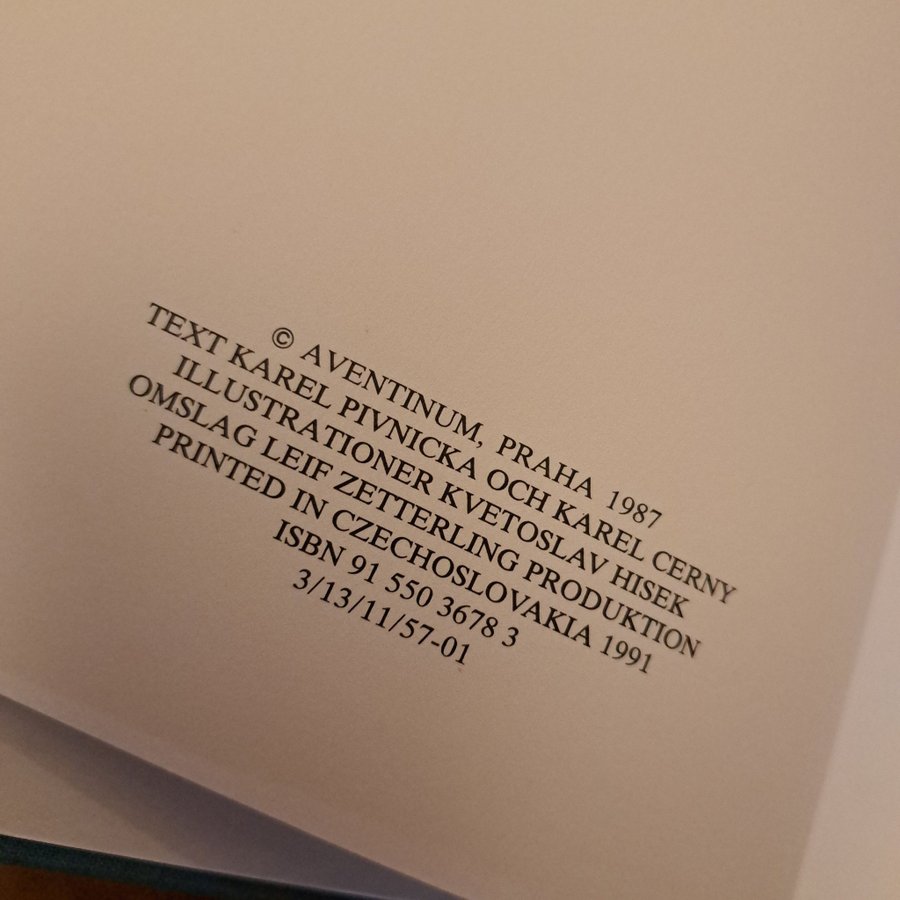 © AVENTINUM, PRAHA 1987
TEXT KAREL PIVNICKA OCH KAREL CERNY
ILLUSTRATIONER KVETOSLAV HISEK
OMSLAG LEIF ZETTERLING PRODUKTION
PRINTED IN CZECHOSLOVAKIA 1991
ISBN 91 550 3678 3
3/13/11/57-01